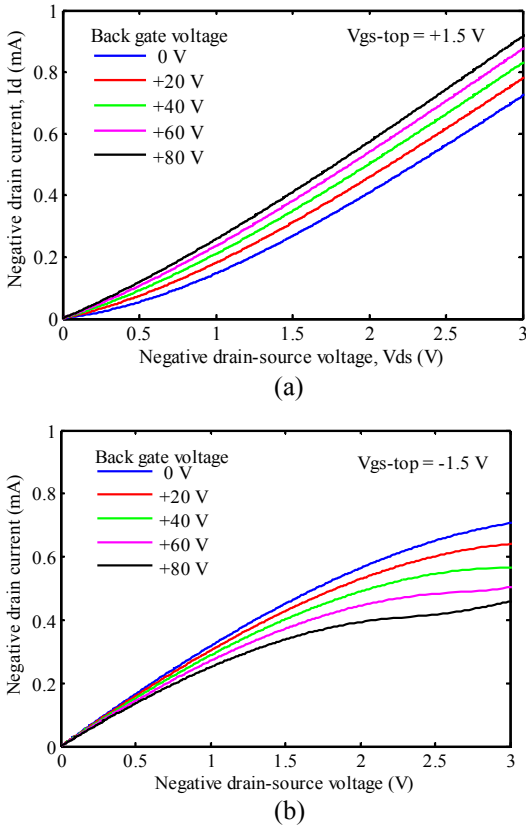 1
Back gate voltage
Vgs-top = +1.5 V
0 V
0.8
+20 V
+40 V
0.6
+60 V
+80 V
0.4
0.2
0
Negative drain current, Id (mA)
0 0.5 1 1.5 2 2.5 3
Negative drain-source voltage, Vds (V)
(a)
1
Back gate voltage
Vgs-top = -1.5 V
0 V
0.8
+20 V
+40 V
0.6
+60 V
+80 V
0.4
0.2
0
Negative drain current (mA)
0 0.5 1 1.5 2 2.5 3
Negative drain-source voltage (V)
(b)